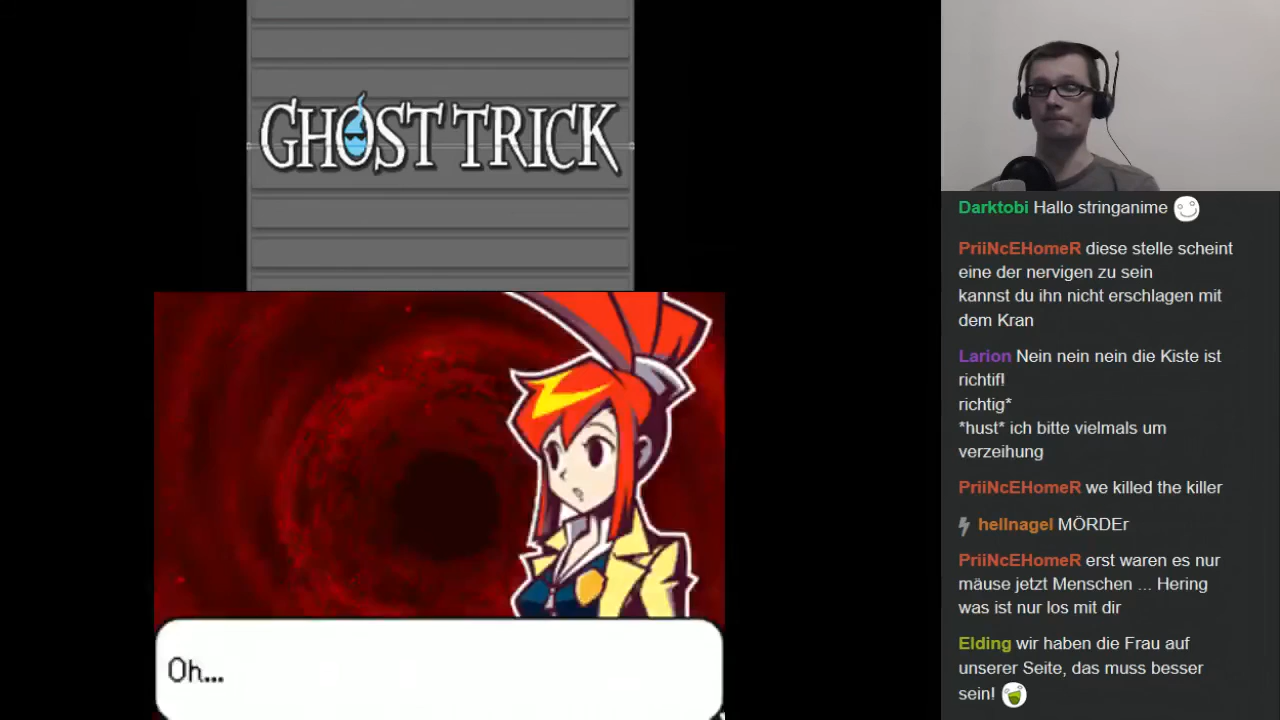 GHOST TRICK
Oh...
Darktobi Hallo stringanime
PriiNcEHomeR diese stelle scheint
eine der nervigen zu sein
kannst du ihn nicht erschlagen mit
dem Kran
Larion Nein nein nein die Kiste ist
richtif!
richtig*
*hust* ich bitte vielmals um
verzeihung
PriiNcEHomeR we killed the killer
hellnagel MÖRDEr
PriiNcEHomeR erst waren es nur
mäuse jetzt Menschen ... Hering
was ist nur los mit dir
Elding wir haben die Frau auf
unserer Seite, das muss besser
sein!